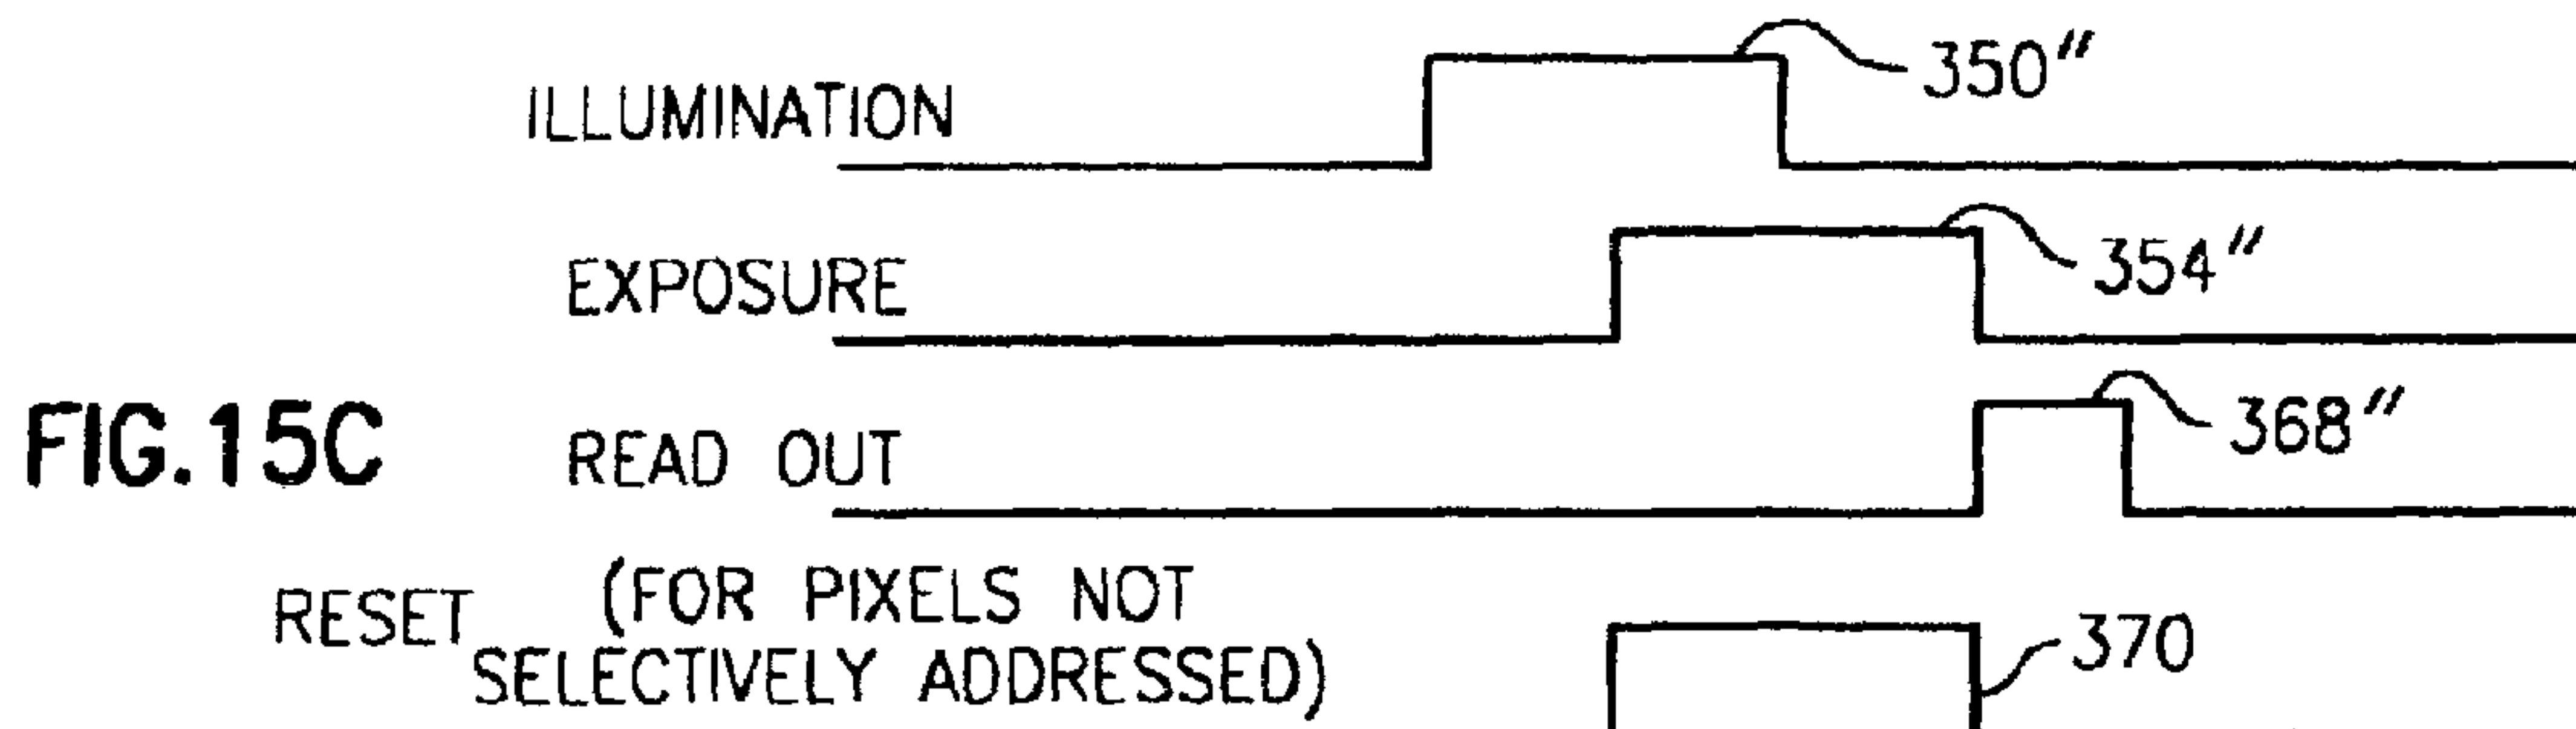 ILLUMINATION
350"
EXPOSURE
354"
FIG.15C
READ OUT
368"
RESET (FOR PIXELS NOT
SELECTIVELY ADDRESSED)
370